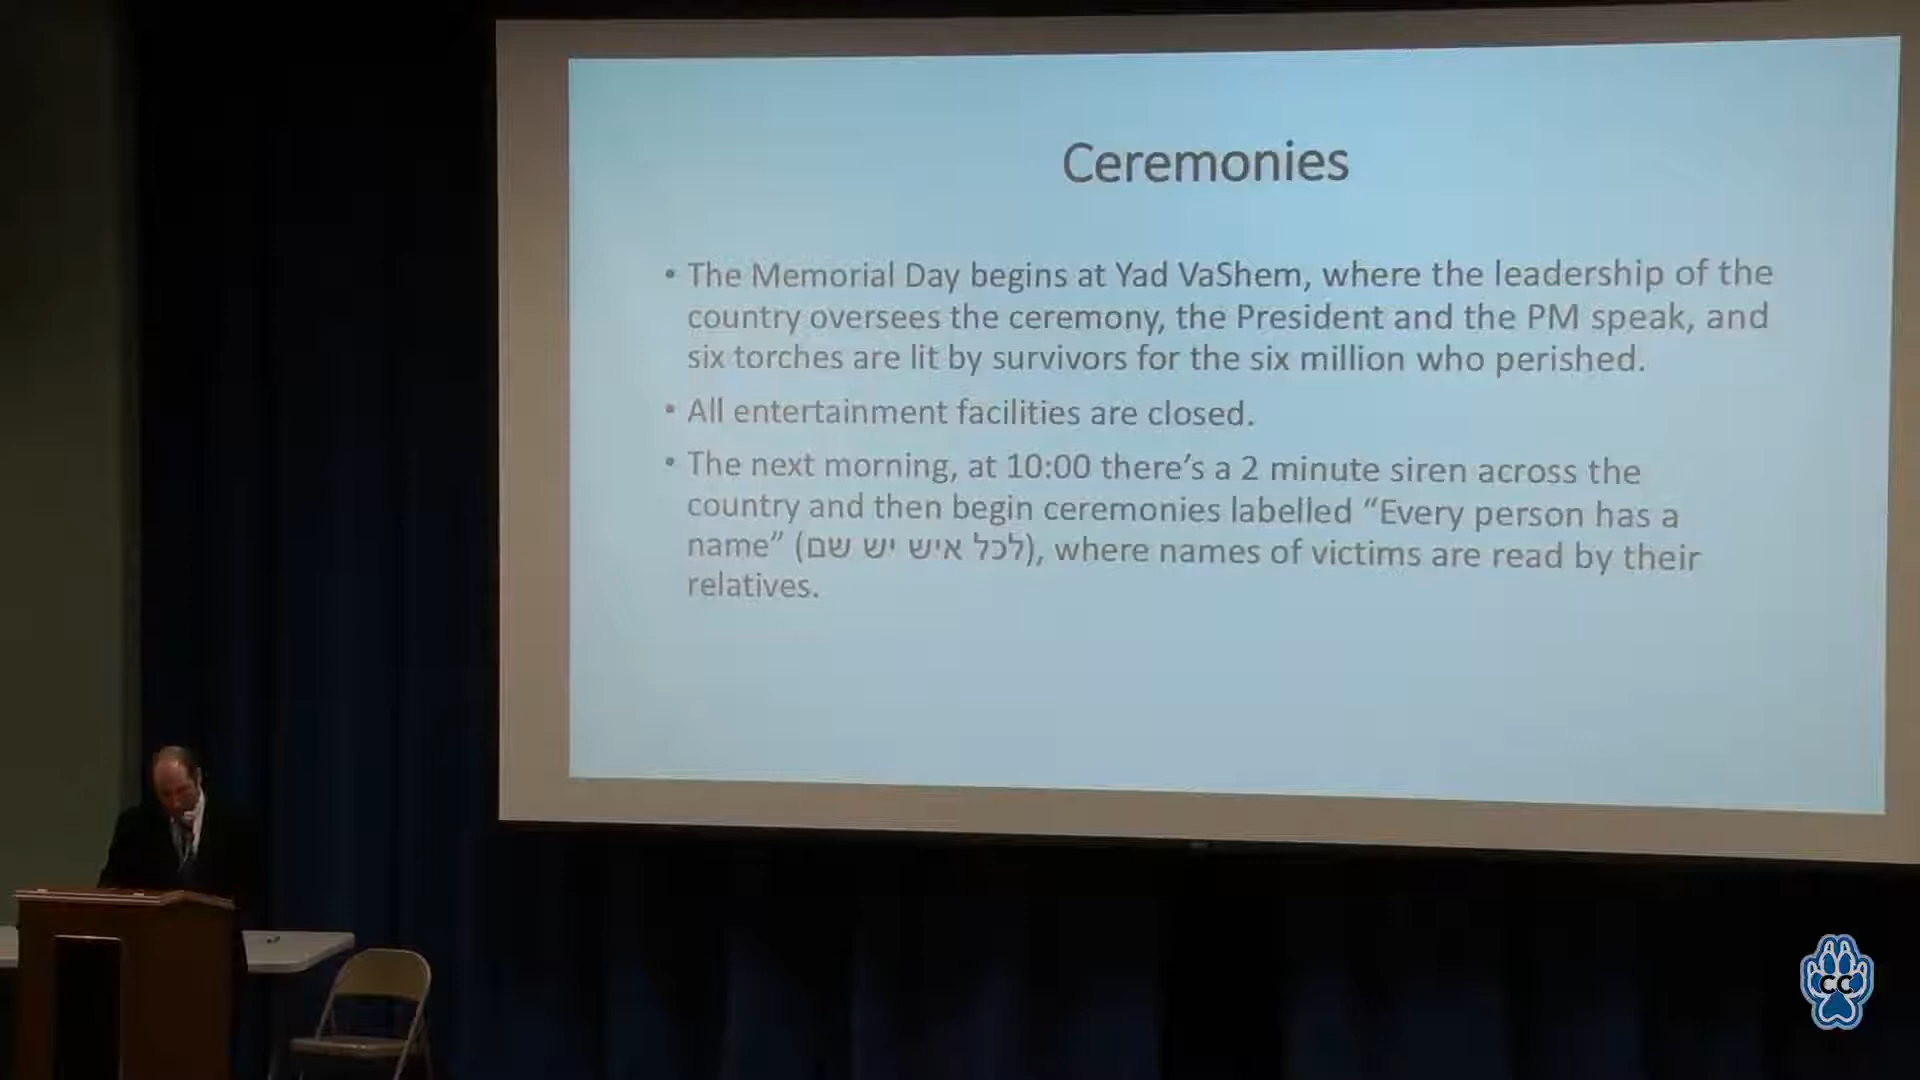 Ceremonies
• The Memorial Day begins at Yad VaShem, where the leadership of the
country oversees the ceremony, the President and the PM speak, and
six torches are lit by survivors for the six million who perished.
• All entertainment facilities are closed.
• The next morning, at 10:00 there's a 2 minute siren across the
country and then begin ceremonies labelled “Every person has a
name” (לכל איש יש שם), where names of victims are read by their
relatives.
CC